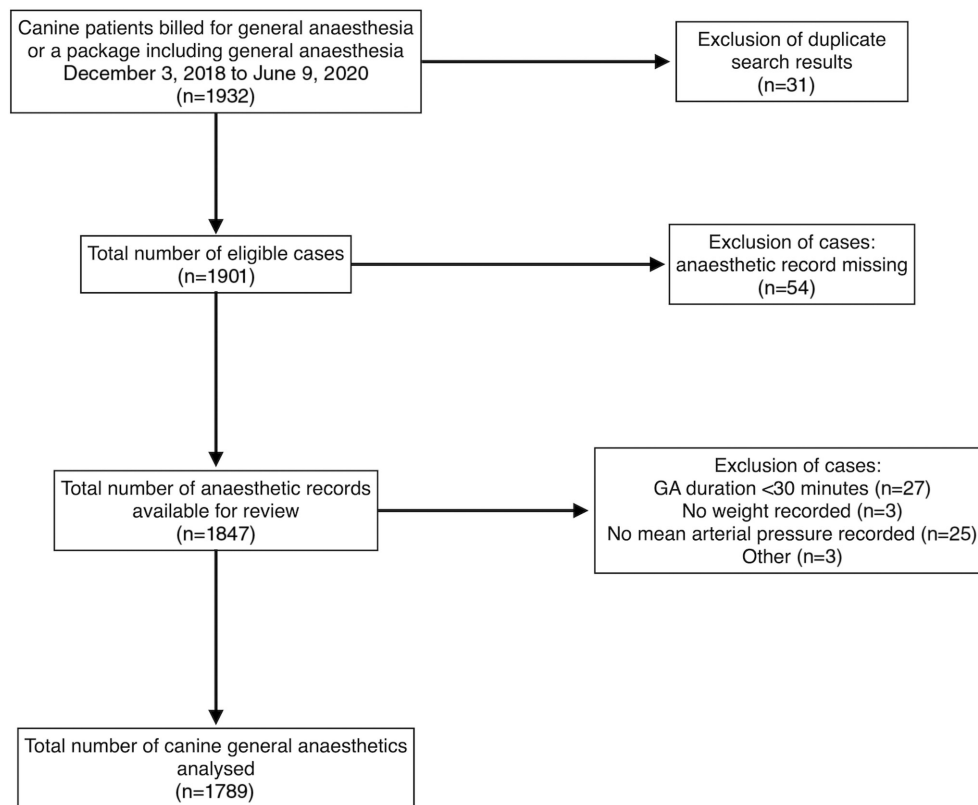 Canine patients billed for general anaesthesia
or a package including general anaesthesia
December 3, 2018 to June 9, 2020
(n=1932)
Exclusion of duplicate
search results
(n=31)
Total number of eligible cases
(n=1901)
Exclusion of cases:
anaesthetic record missing
(n=54)
Total number of anaesthetic records
available for review
(n=1847)
Exclusion of cases:
GA duration <30 minutes (n=27)
No weight recorded (n=3)
No mean arterial pressure recorded (n=25)
Other (n=3)
Total number of canine general anaesthetics
analysed
(n=1789)